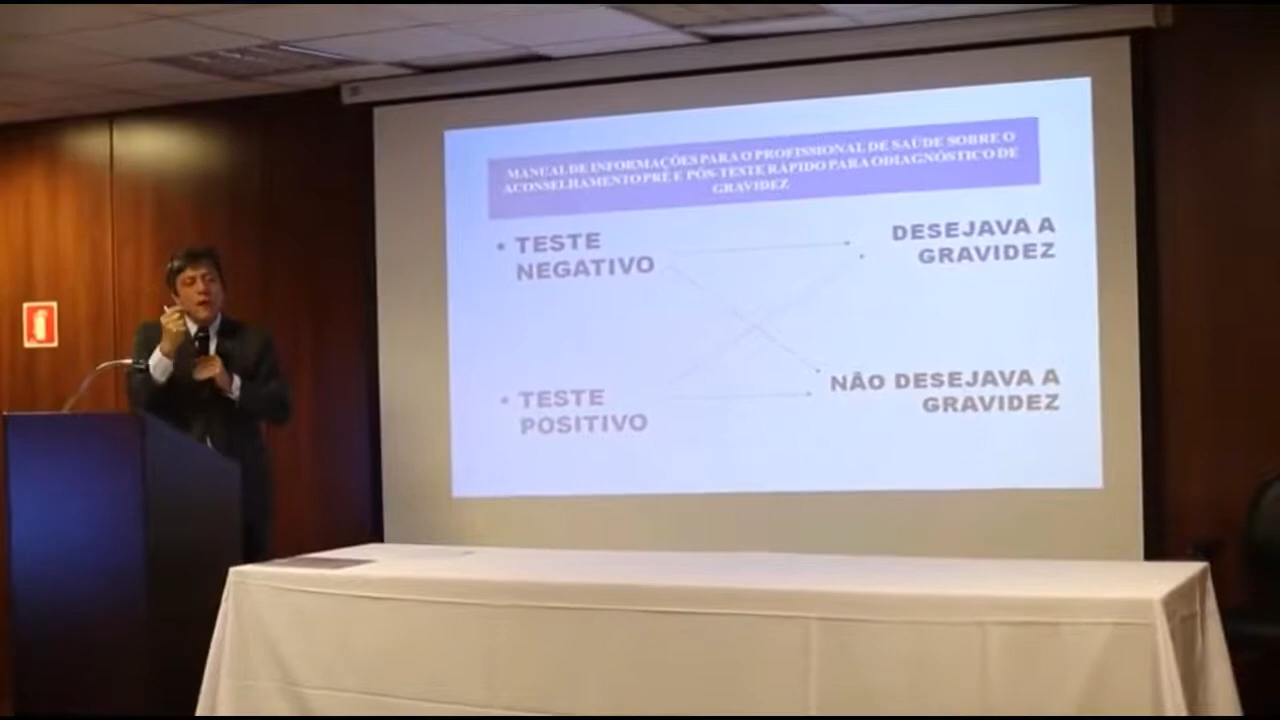 MANUAL DE INFORMAÇÕES PARA O PROFISSIONAL DE SAÚDE SOBRE O
ACONSELHAMENTO PRÉ E PÓS-TESTE RÁPIDO PARA ODIAGNÓSTICO DE
GRAVIDEZ
• TESTE
NEGATIVO
DESEJAVA A
GRAVIDEZ
• TESTE
POSITIVO
NÃO DESEJAVA A
GRAVIDEZ